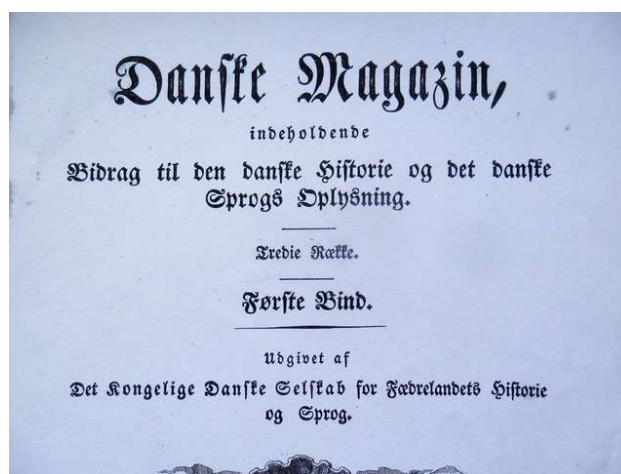 Danske Magazin,
indeholdende
Bidrag til den danske Historie og det danske
Sprogs Oplysning.
Tredie Række.
Første Bind.
Udgivet af
Det Kongelige Danske Selskab for Fædrelandets Historie
og Sprog.